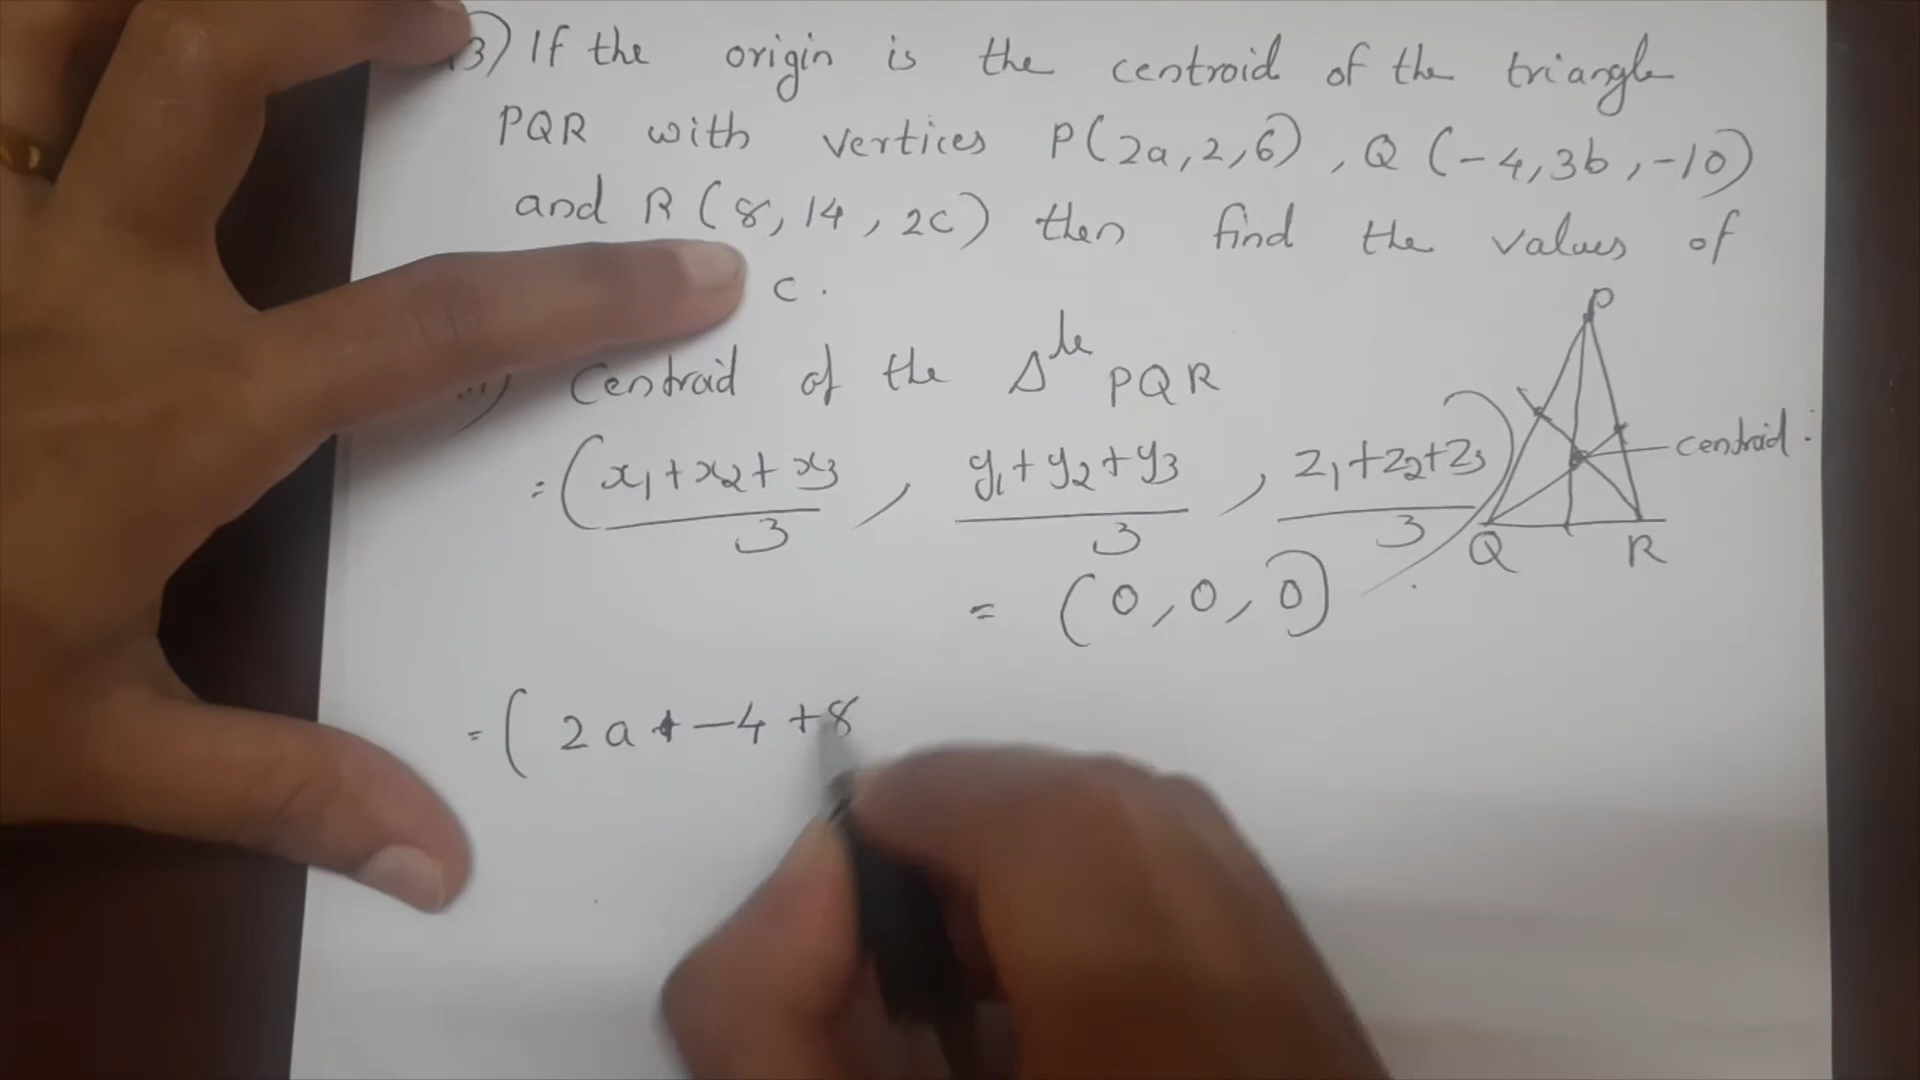 3) If the origin is the centroid of the triangle
PQR with vertices P(2a,2,6), Q(-4,3b,-10)
and R(8,14,2c) then find the values of
c.
Centroid of the Δle PQR
= (x₁+x₂+x₃/3, y₁+y₂+y₃/3, z₁+z₂+z₃/3)
= (0,0,0)
= (2a + -4 +8
P
centroid:
Q
R